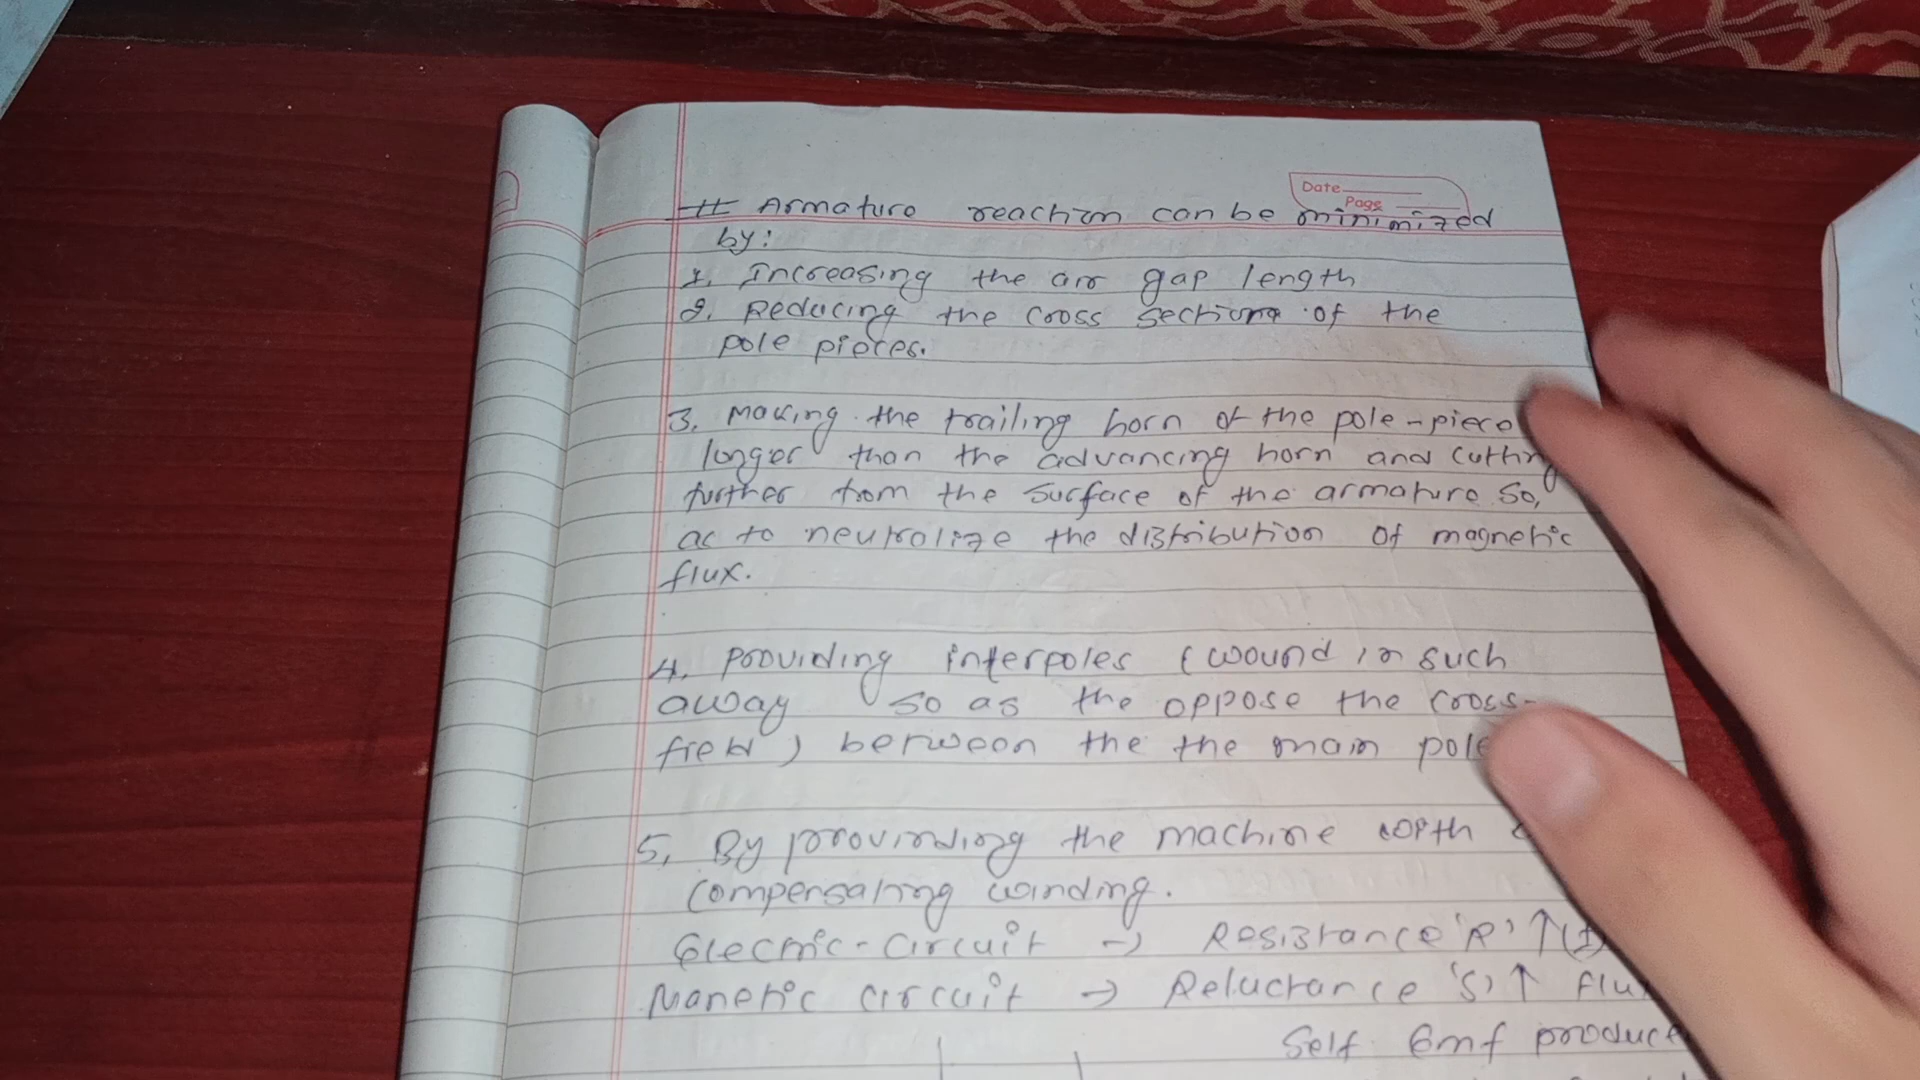 Date
Page
# Armature reaction can be minimized
by:
1. Increasing the air gap length
2. Reducing the cross sections of the
pole pieces.
3. Making the trailing horn of the pole-piece
longer than the advancing horn and cutting
further from the surface of the armature so,
as to neutralize the distribution of magnetic
flux.
4. providing interpoles (wound in such
away so as the oppose the cross-
field) between the the main pole
5. By providing the machine with
compensating winding.
Electric-circuit → Resistance 'R' ↑ (I)
Manetic circuit → Reluctance 'S' ↑ flux
Self Emf produce